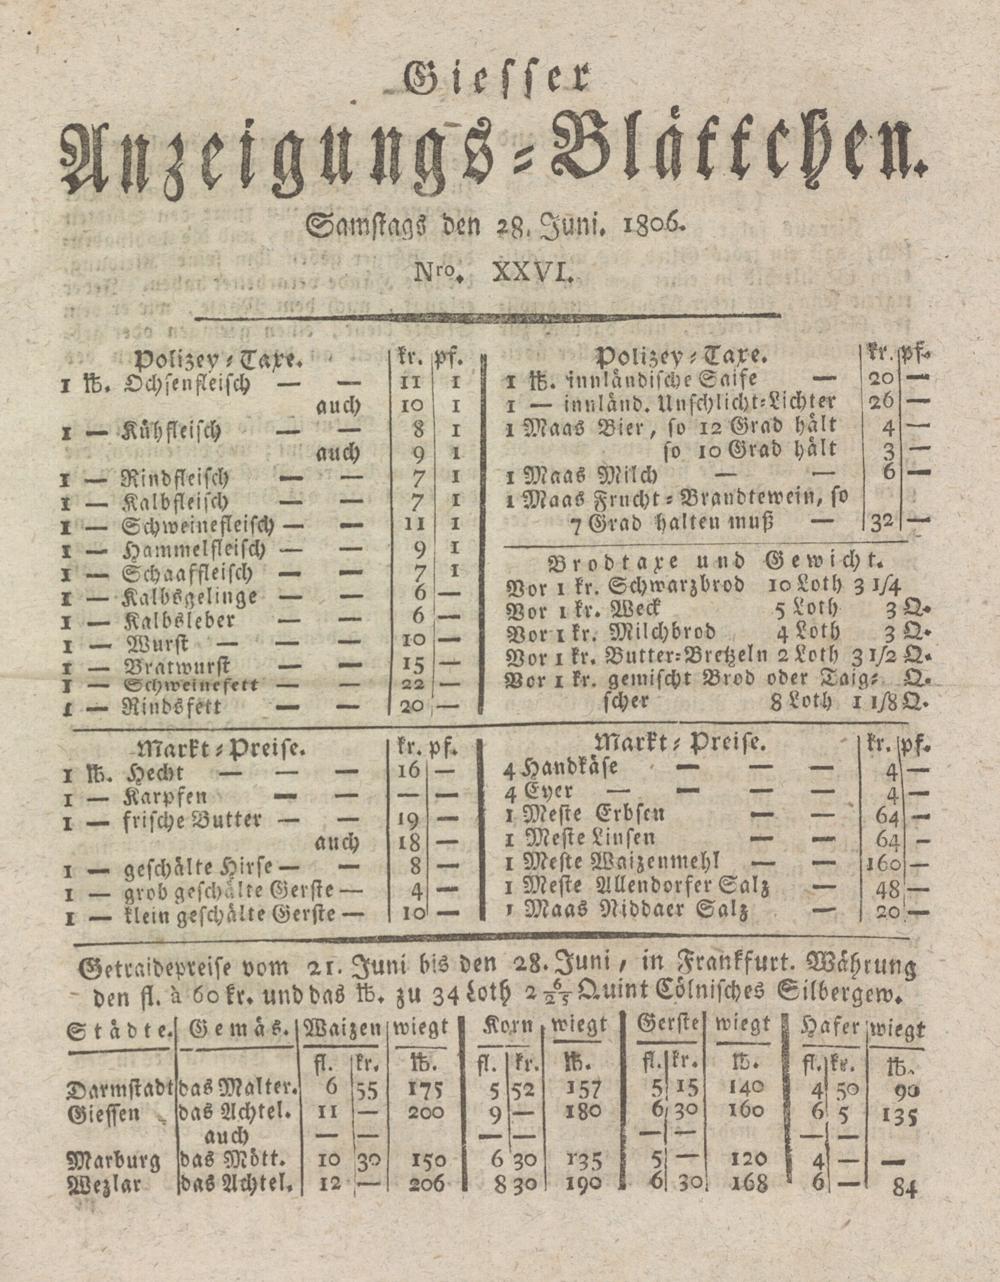 Giesser
Anzeigungs-Blättchen.
Samstags den 28. Juni. 1806.
Nro. XXVI.
Polizey-Taxe. kr. pf.
1 ℔. Ochsenfleisch — — 11 1
auch 10 1
1 — Kühfleisch — — 8 1
auch 9 1
1 — Rindfleisch — — 7 1
1 — Kalbfleisch — — 7 1
1 — Schweinefleisch — — 11 1
1 — Hammelfleisch — — 9 1
1 — Schaaffleisch — — 7 1
1 — Kalbsgelinge — — 6 —
1 — Kalbsleber — — 6 —
1 — Wurst — — — 10 —
1 — Bratwurst — — 15 —
1 — Schweinefett — — 22 —
1 — Rindsfett — — 20 —
Polizey-Taxe. kr. pf.
1 ℔. innländische Saife — 20 —
1 — innländ. Unschlicht-Lichter 26 —
1 Maas Bier, so 12 Grad hält 4 —
so 10 Grad hält 3 —
1 Maas Milch — — 6 —
1 Maas Frucht-Brandtewein, so
7 Grad halten muß — 32 —
Brodtaxe und Gewicht.
Vor 1 kr. Schwarzbrod 10 Loth 3 1/4
Vor 1 kr. Weck 5 Loth 3 Q.
Vor 1 kr. Milchbrod 4 Loth 3 Q.
Vor 1 kr. Butter-Bretzeln 2 Loth 3 1/2 Q.
Vor 1 kr. gemischt Brod oder Taig- Q.
scher 8 Loth 1 1/8 Q.
Markt-Preise. kr. pf.
1 ℔. Hecht — — — 16 —
1 — Karpfen — — — —
1 — frische Butter — — 19 —
auch 18 —
1 — geschälte Hirse — — 8 —
1 — grob geschälte Gerste — 4 —
1 — klein geschälte Gerste — 10 —
Markt-Preise. kr. pf.
4 Handkäse — — — 4 —
4 Eyer — — — — 4 —
1 Meste Erbsen — — 64 —
1 Meste Linsen — — 64 —
1 Meste Waizenmehl — — 160 —
1 Meste Allendorfer Salz — 48 —
1 Maas Niddaer Salz — 20 —
Getraidepreise vom 21. Juni bis den 28. Juni, in Frankfurt. Währung
den fl. à 60 kr. und das ℔. zu 34 Loth 2 6/25 Quint Cölnisches Silbergew.
Städte. Gemäs. Waizen wiegt Korn wiegt Gerste wiegt Hafer wiegt
fl. kr. ℔. fl. kr. ℔. fl. kr. ℔. fl. kr. ℔.
Darmstadt das Malter. 6 55 175 5 52 157 5 15 140 4 50 90
Giessen das Achtel. 11 — 200 9 — 180 6 30 160 6 5 135
auch — — — — — — — —
Marburg das Mött. 10 30 150 6 30 135 5 — 120 4 — —
Wezlar das Achtel. 12 — 206 8 30 190 6 30 168 6 — 84